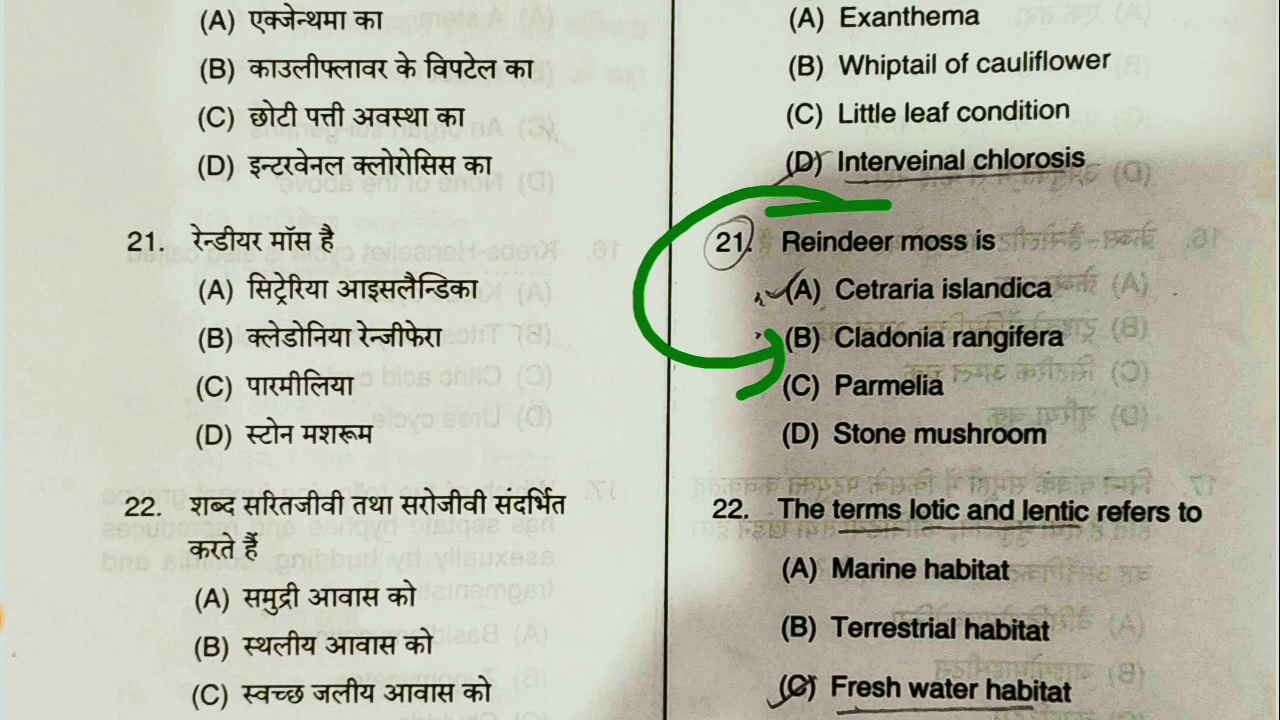 (A) एक्जेन्थमा का
(B) काउलीफ्लावर के विपटेल का
(C) छोटी पत्ती अवस्था का
(D) इन्टरवेनल क्लोरोसिस का
21. रेन्डीयर मॉस है
(A) सिट्रेरिया आइसलैन्डिका
(B) क्लेडोनिया रेन्जीफेरा
(C) पारमीलिया
(D) स्टोन मशरूम
22. शब्द सरितजीवी तथा सरोजीवी संदर्भित
करते हैं
(A) समुद्री आवास को
(B) स्थलीय आवास को
(C) स्वच्छ जलीय आवास को
(A) Exanthema
(B) Whiptail of cauliflower
(C) Little leaf condition
(D) Interveinal chlorosis
21. Reindeer moss is
(A) Cetraria islandica
(B) Cladonia rangifera
(C) Parmelia
(D) Stone mushroom
22. The terms lotic and lentic refers to
(A) Marine habitat
(B) Terrestrial habitat
(C) Fresh water habitat